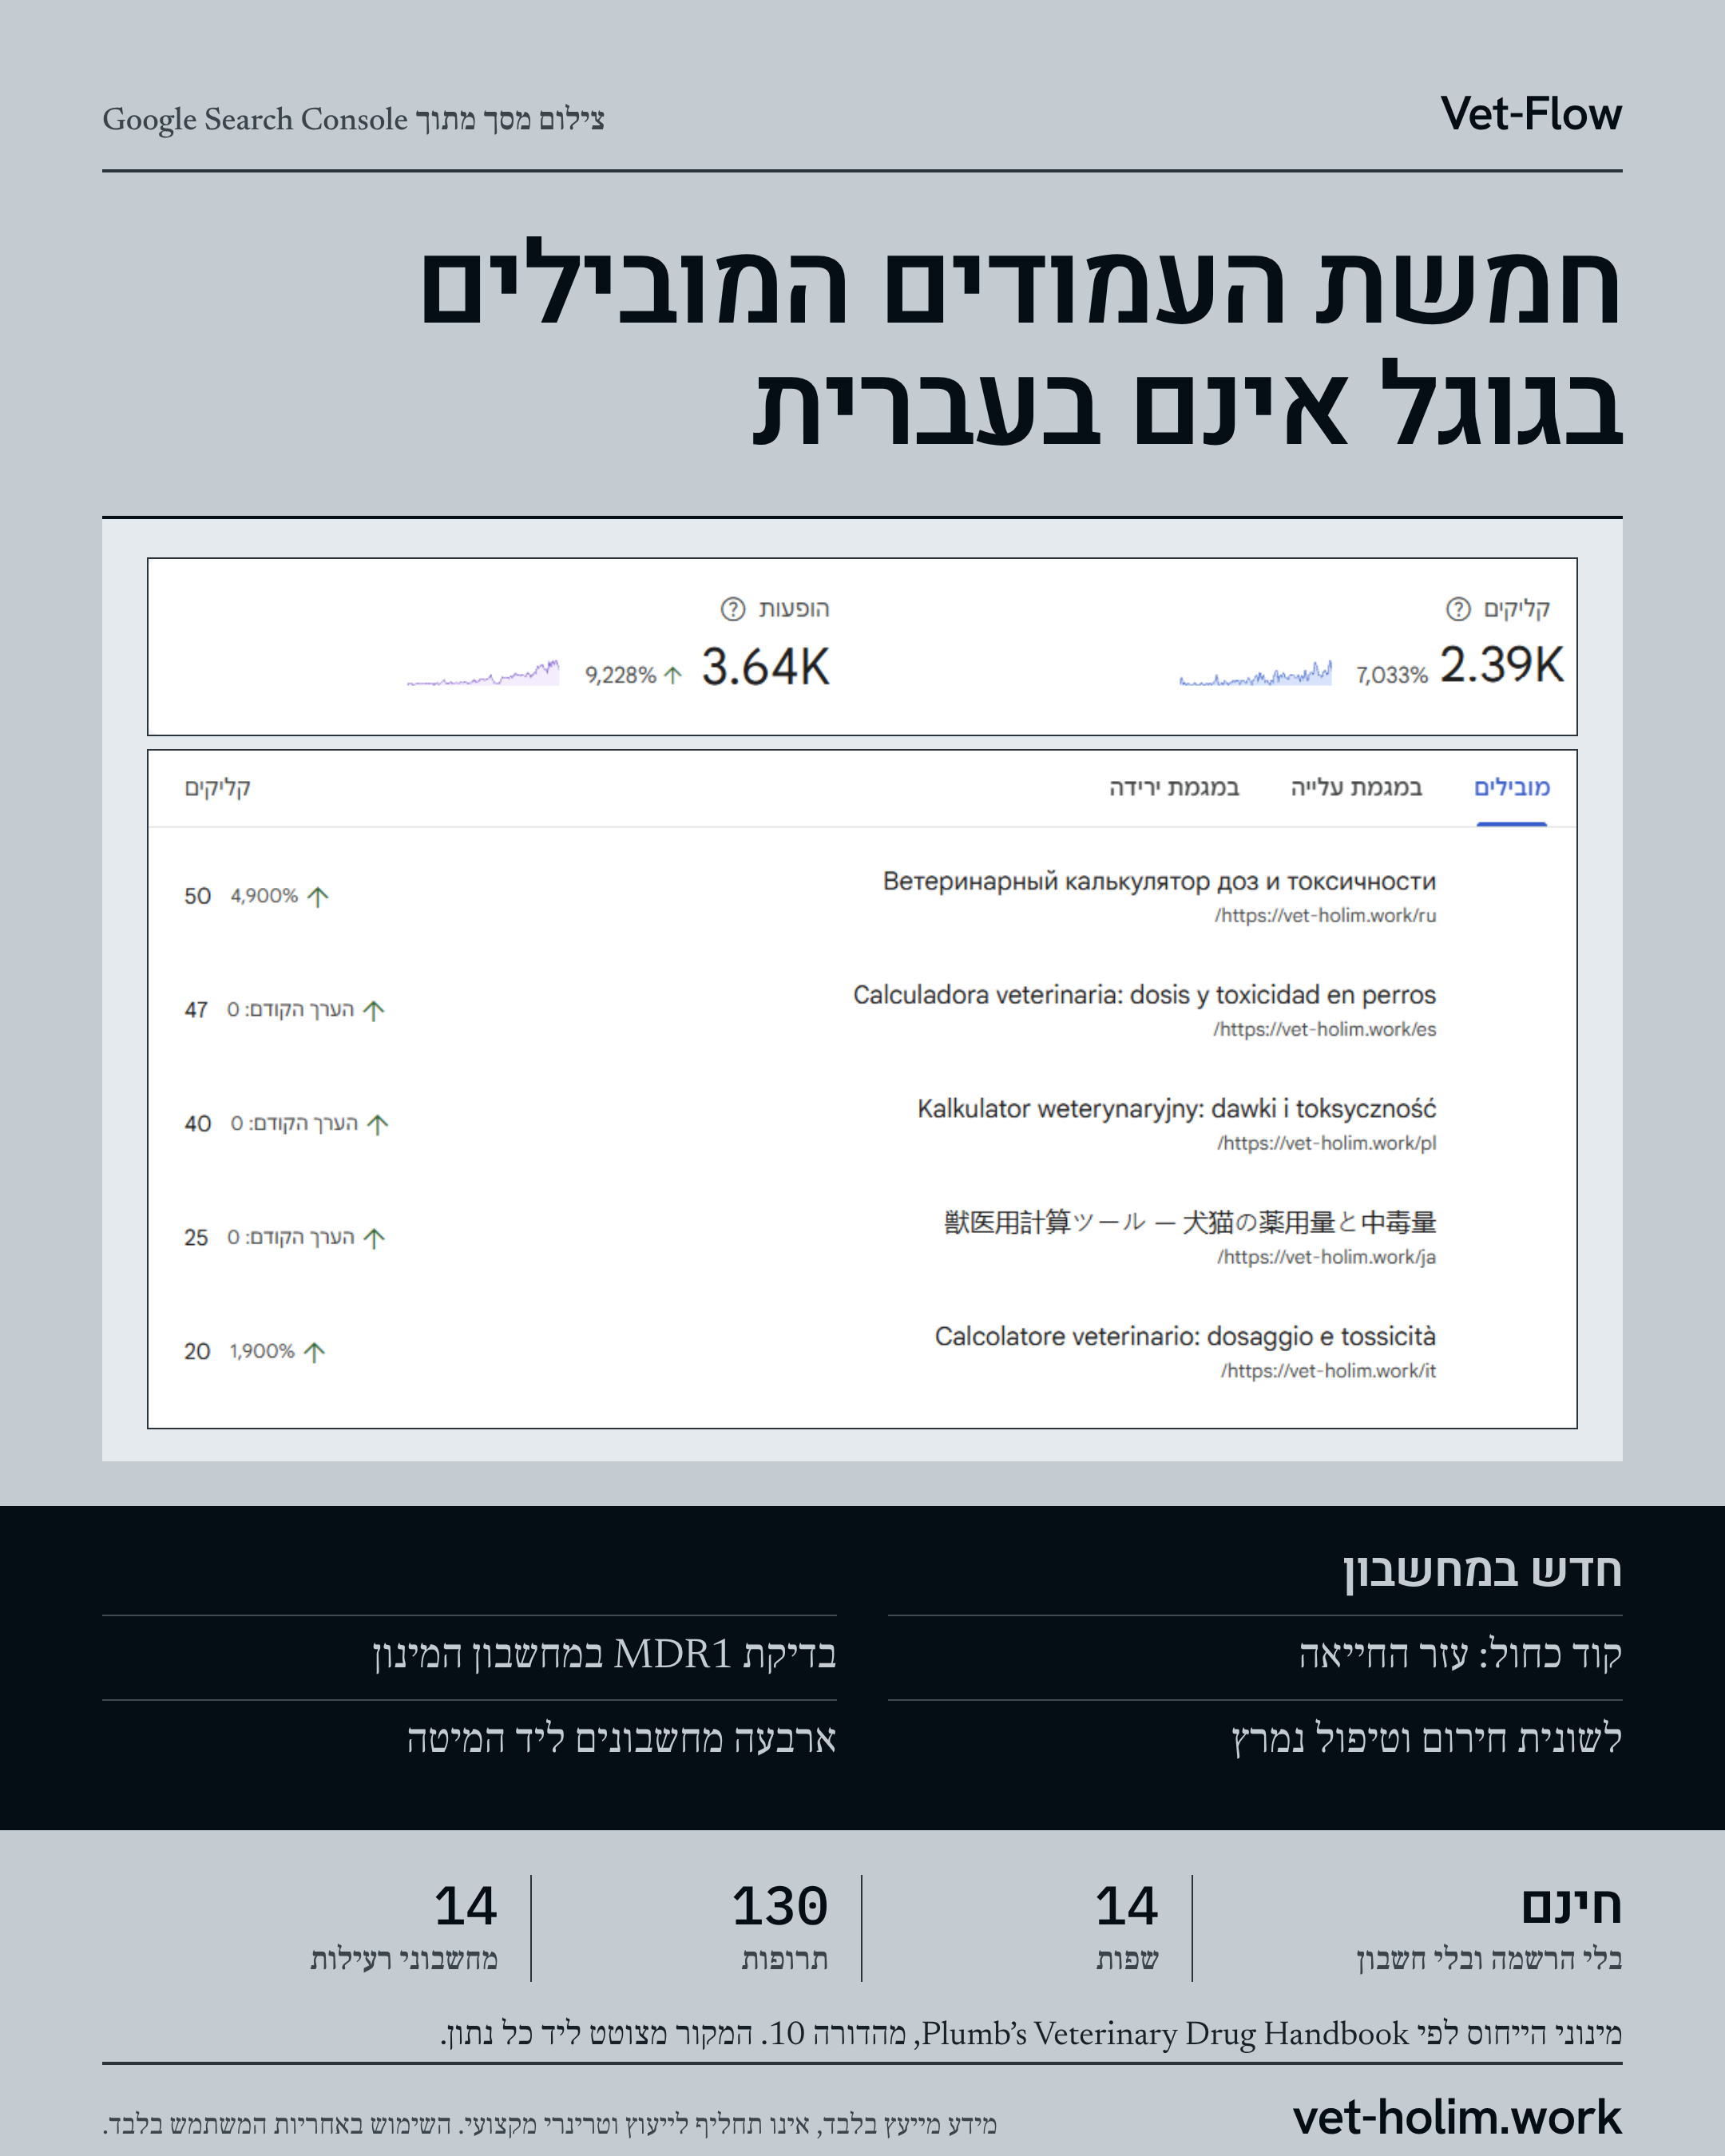 Vet-Flow
צילום מסך מתוך Google Search Console
חמשת העמודים המובילים
בגוגל אינם בעברית
קליקים
2.39K 7,033%
הופעות
3.64K ↑ 9,228%
מובילים במגמת עלייה במגמת ירידה קליקים
Ветеринарный калькулятор доз и токсичности
https://vet-holim.work/ru/
↑ 4,900% 50
Calculadora veterinaria: dosis y toxicidad en perros
https://vet-holim.work/es/
↑ הערך הקודם: 0 47
Kalkulator weterynaryjny: dawki i toksyczność
https://vet-holim.work/pl/
↑ הערך הקודם: 0 40
獣医用計算ツール — 犬猫の薬用量と中毒量
https://vet-holim.work/ja/
↑ הערך הקודם: 0 25
Calcolatore veterinario: dosaggio e tossicità
https://vet-holim.work/it/
↑ 1,900% 20
חדש במחשבון
קוד כחול: עזר החייאה
בדיקת MDR1 במחשבון המינון
לשונית חירום וטיפול נמרץ
ארבעה מחשבונים ליד המיטה
חינם
בלי הרשמה ובלי חשבון
14
שפות
130
תרופות
14
מחשבוני רעילות
מינוני הייחוס לפי Plumb’s Veterinary Drug Handbook, מהדורה 10. המקור מצוטט ליד כל נתון.
vet-holim.work
מידע מייעץ בלבד, אינו תחליף לייעוץ וטרינרי מקצועי. השימוש באחריות המשתמש בלבד.